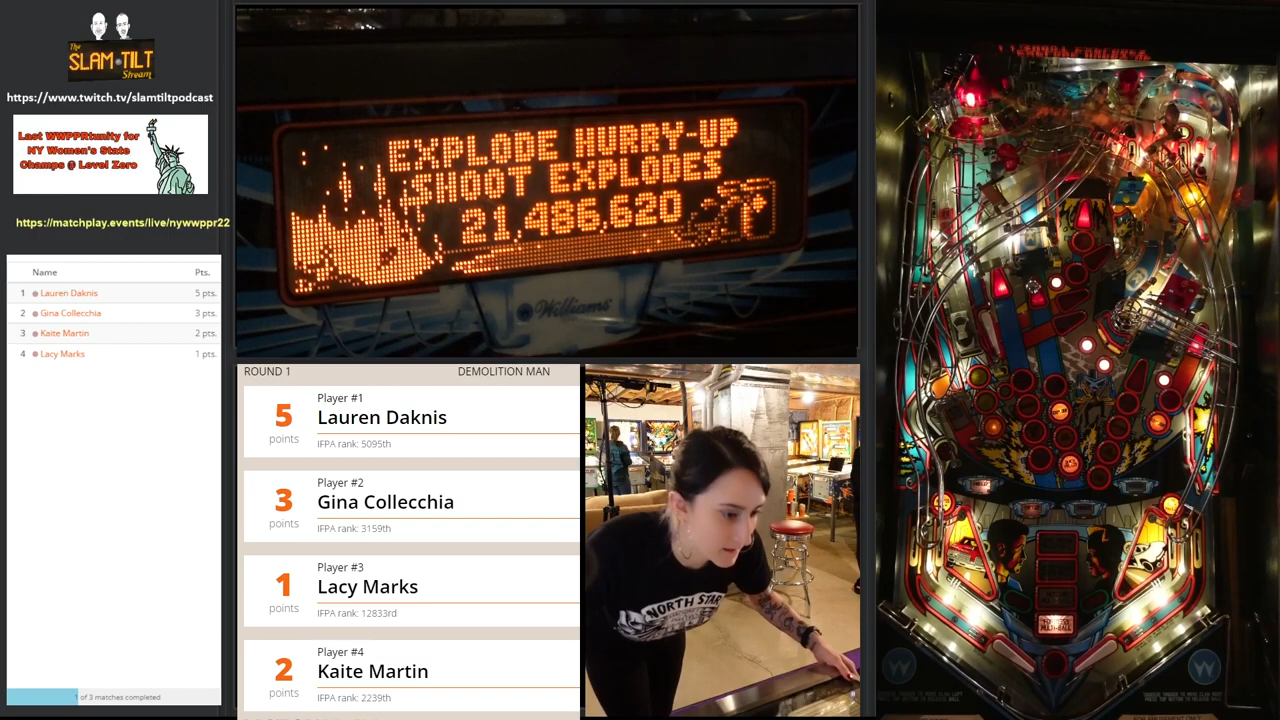 The
SLAM TILT
Stream
https://www.twitch.tv/slamtiltpodcast
Last WWPPRtunity for
NY Women's State
Champs @ Level Zero
https://matchplay.events/live/nywwppr22
Name Pts.
1 Lauren Daknis 5 pts.
2 Gina Collecchia 3 pts.
3 Kaite Martin 2 pts.
4 Lacy Marks 1 pts.
1 of 3 matches completed
EXPLODE HURRY-UP
SHOOT EXPLODES
21,486,620
Williams
ROUND 1 DEMOLITION MAN
5 points
Player #1
Lauren Daknis
IFPA rank: 5095th
3 points
Player #2
Gina Collecchia
IFPA rank: 3159th
1 points
Player #3
Lacy Marks
IFPA rank: 12833rd
2 points
Player #4
Kaite Martin
IFPA rank: 2239th
NORTH STAR
W
W